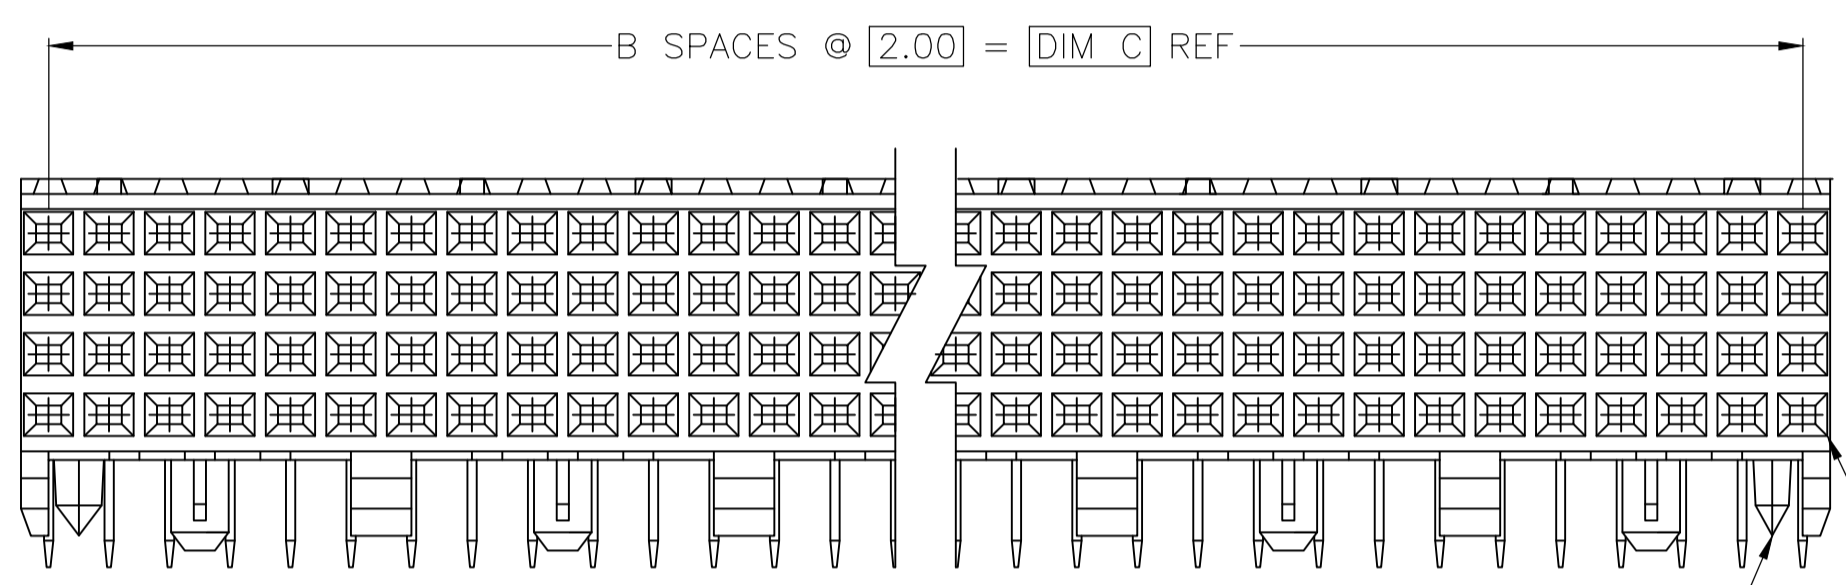 B SPACES @ 2.00 = DIM C REF